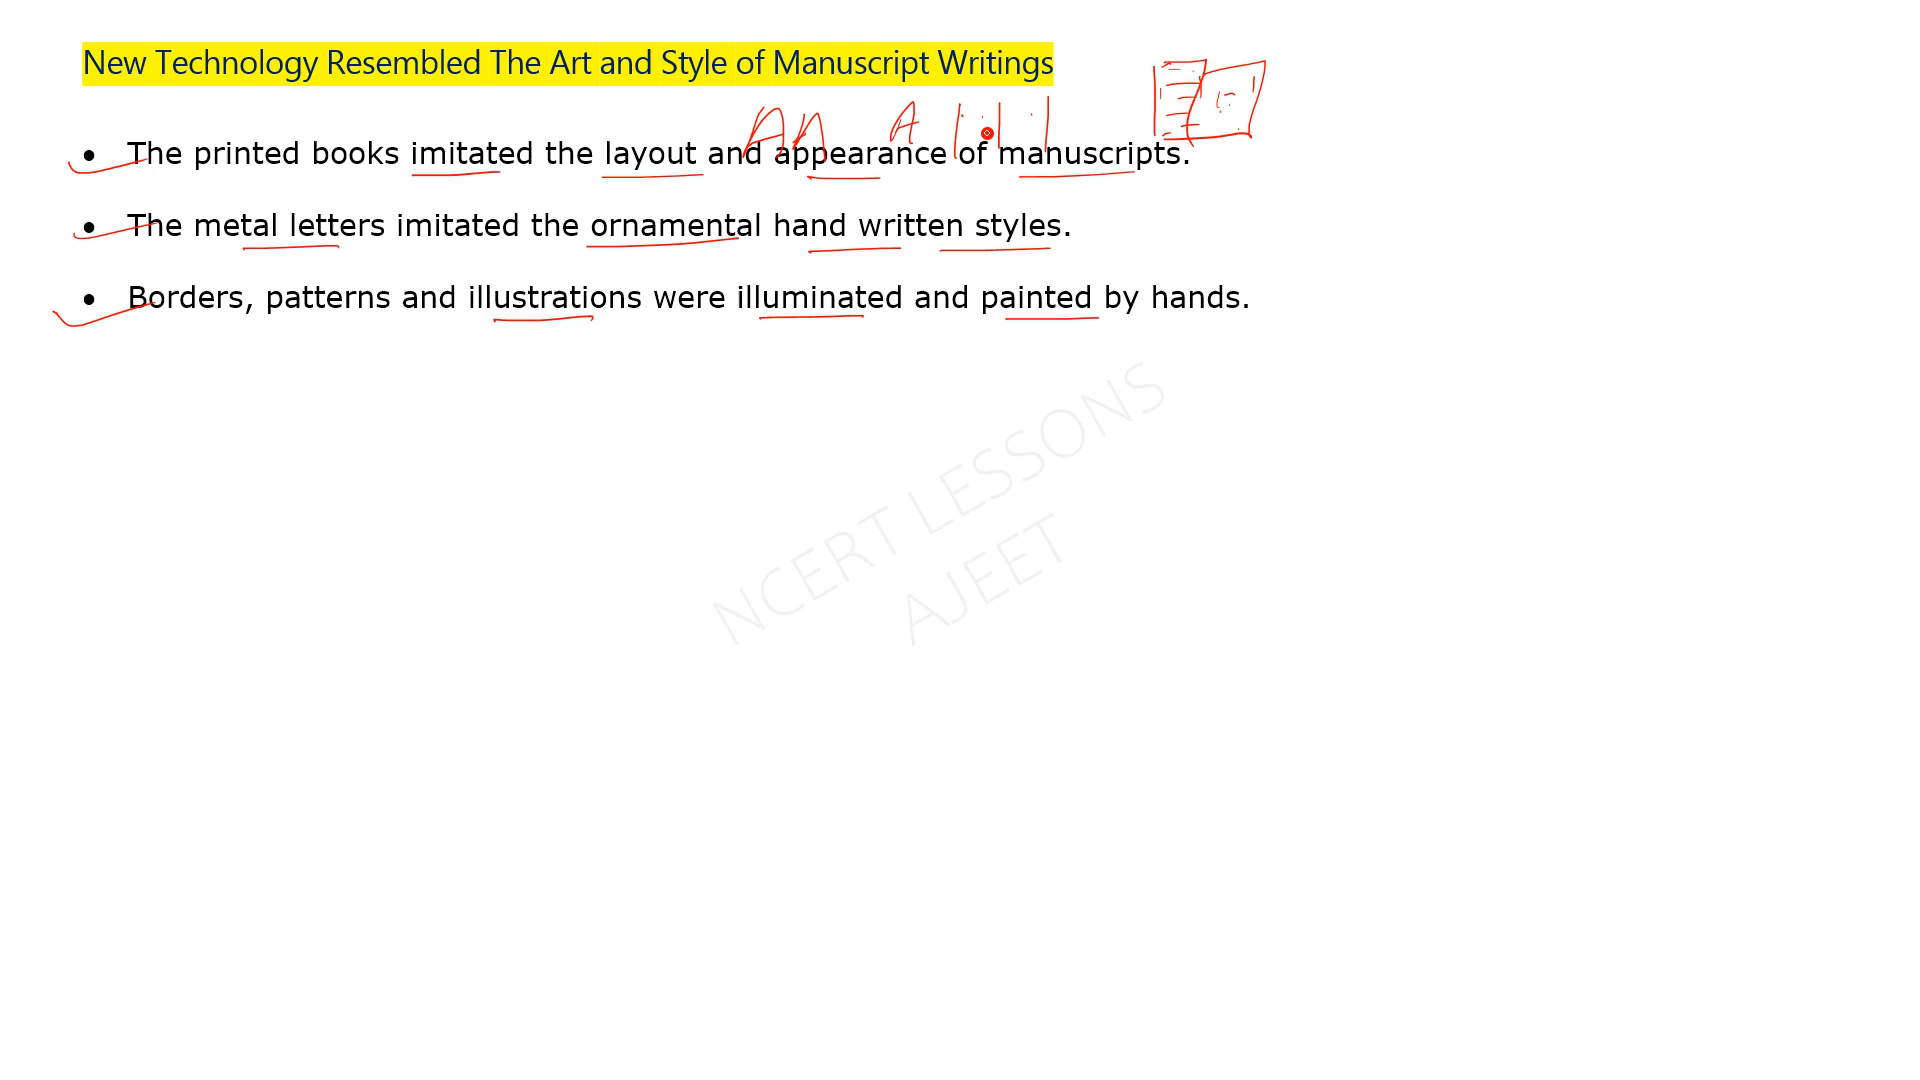 New Technology Resembled The Art and Style of Manuscript Writings
A A A
• The printed books imitated the layout and appearance of manuscripts.
• The metal letters imitated the ornamental hand written styles.
• Borders, patterns and illustrations were illuminated and painted by hands.
NCERT LESSONS
AJEET